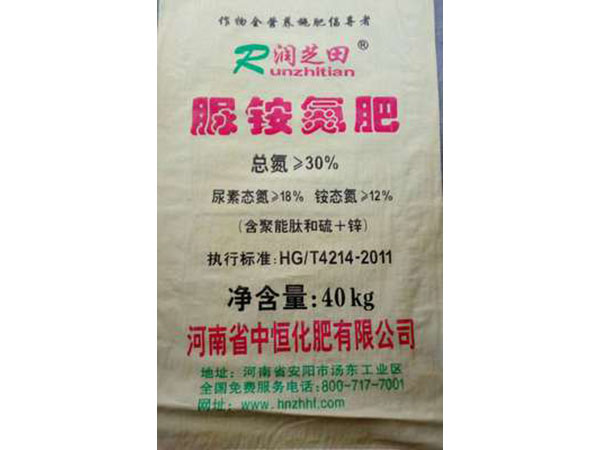 作物全营养施肥倡导者
R润芝田®
unzhitian
脲铵氮肥
总氮≥30%
尿素态氮≥18% 铵态氮≥12%
(含聚能肽和硫+锌)
执行标准:HG/T4214-2011
净含量:40kg
河南省中恒化肥有限公司
地址:河南省安阳市汤东工业区
全国免费服务电话:800-717-7001
网址:www.hnzhhf.com